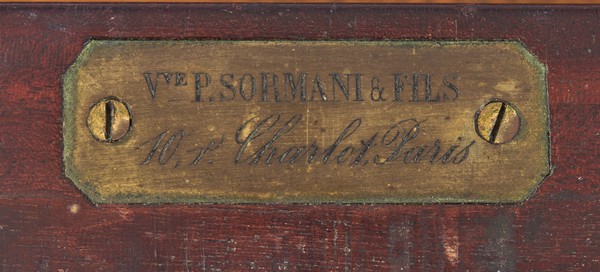 Vve P. SORMANI & FILS
10, r. Charlot, Paris